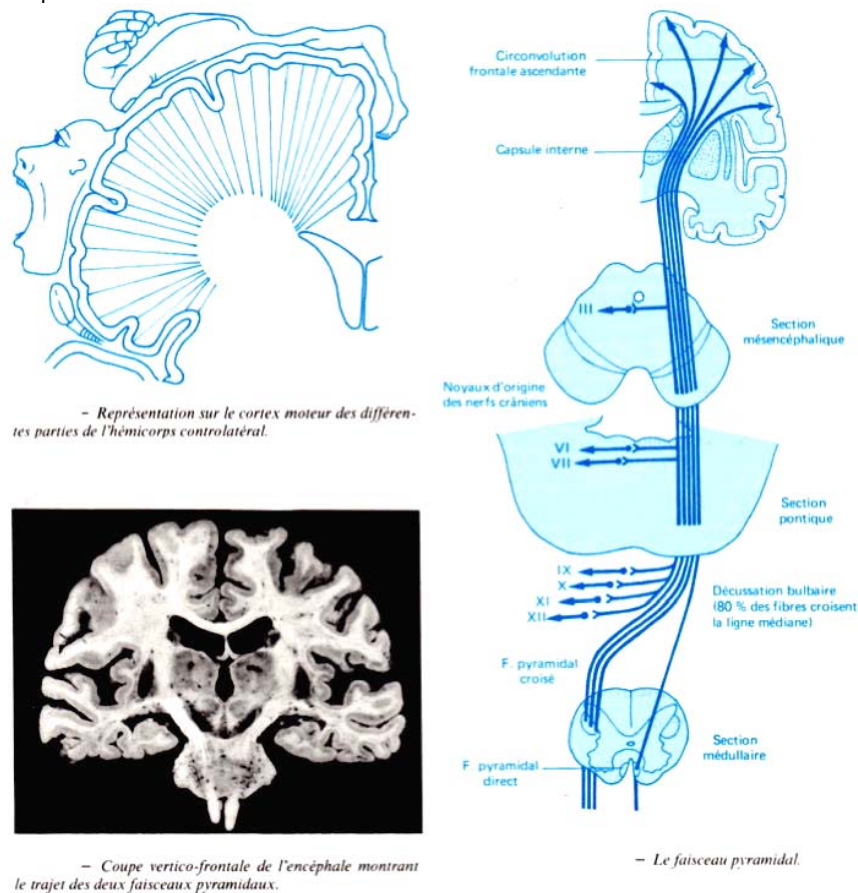 – Représentation sur le cortex moteur des différen-
tes parties de l'hémicorps controlatéral.
– Coupe vertico-frontale de l'encéphale montrant
le trajet des deux faisceaux pyramidaux.
Circonvolution
frontale ascendante
Capsule interne
III
Section
mésencéphalique
Noyaux d'origine
des nerfs crâniens
VI
VII
Section
pontique
IX
X
XI
XII
Décussation bulbaire
(80 % des fibres croisent
la ligne médiane)
F. pyramidal
croisé
Section
médullaire
F. pyramidal
direct
– Le faisceau pyramidal.